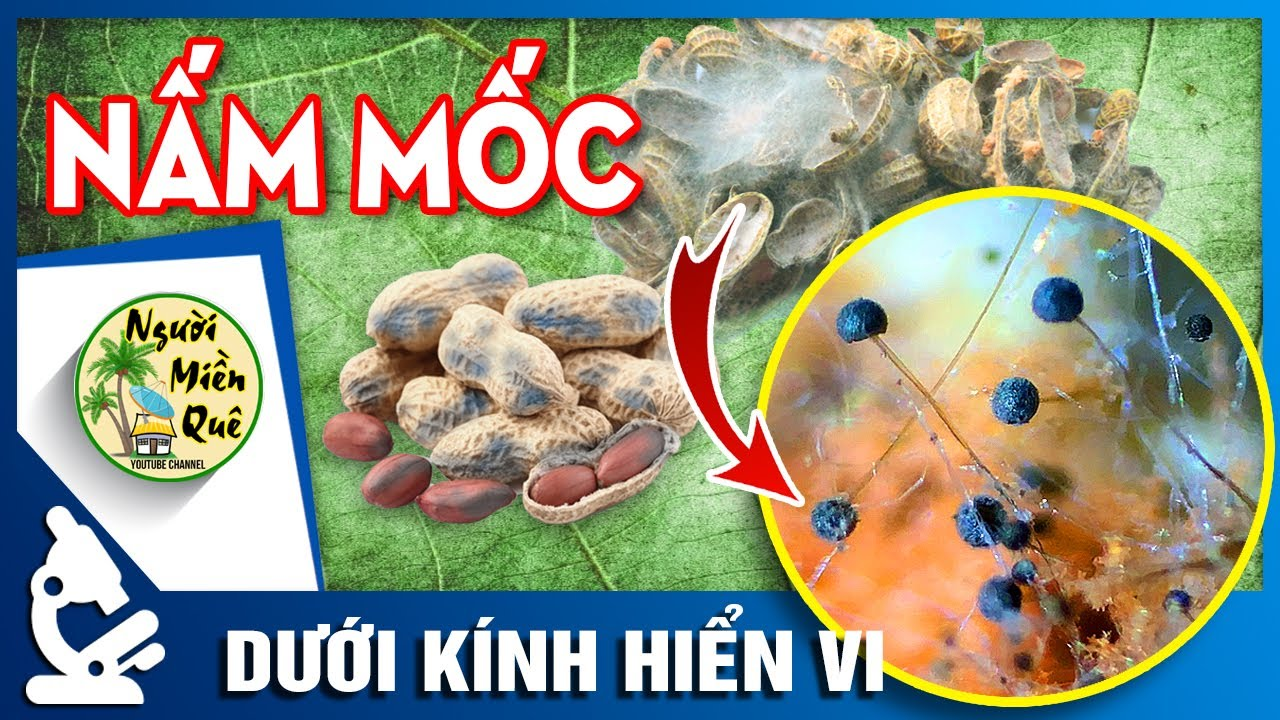 NẤM MỐC
Người
Miền
Quê
YOUTUBE CHANNEL
DƯỚI KÍNH HIỂN VI